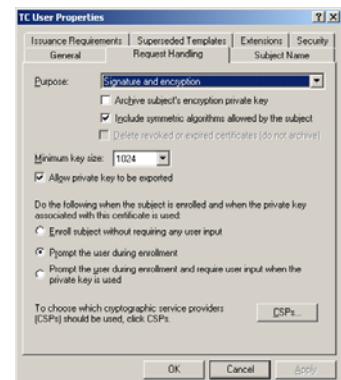 TC User Properties
Issuance Requirements Superseded Templates Extensions Security
General Request Handling Subject Name
Purpose: Signature and encryption
Archive subject's encryption private key
Include symmetric algorithms allowed by the subject
Delete revoked or expired certificates (do not archive)
Minimum key size: 1024
Allow private key to be exported
Do the following when the subject is enrolled and when the private key
associated with this certificate is used:
Enroll subject without requiring any user input
Prompt the user during enrollment
Prompt the user during enrollment and require user input when the
private key is used
To choose which cryptographic service providers
(CSPs) should be used, click CSPs.
CSPs...
OK Cancel Apply